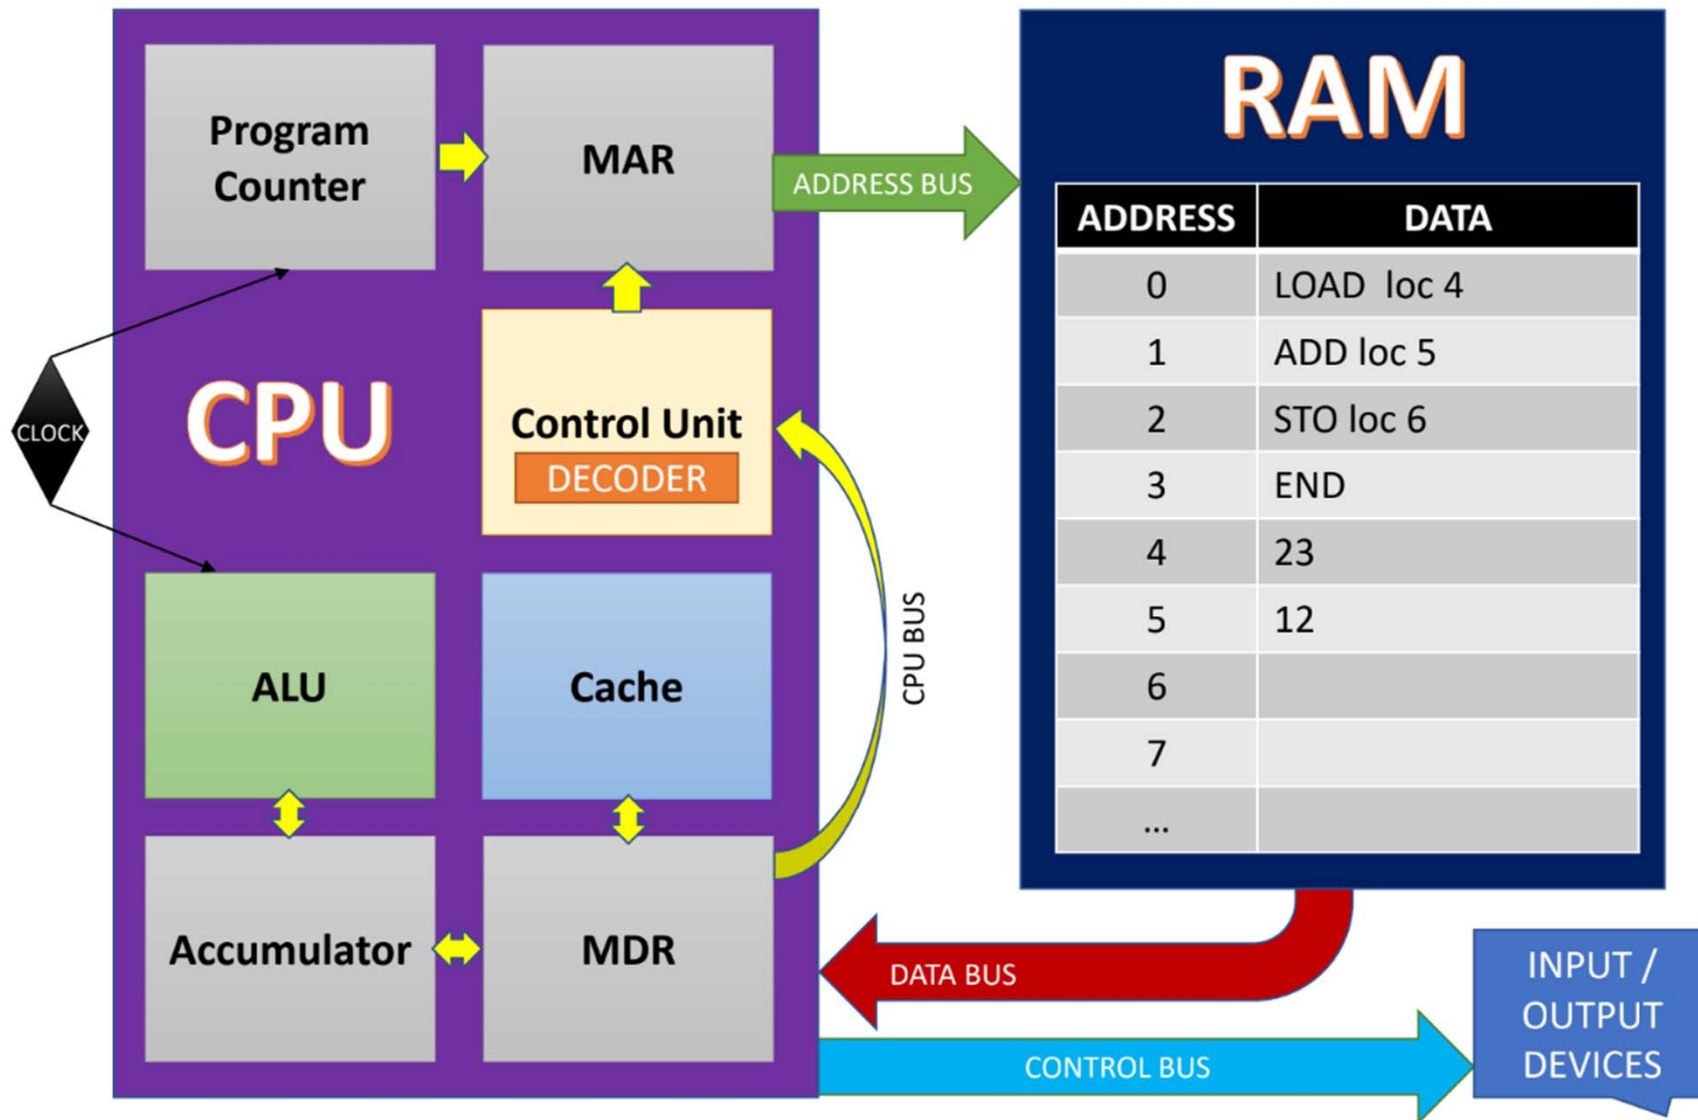 Program
Counter
MAR
ADDRESS BUS
CLOCK
CPU
Control Unit
DECODER
ALU
Cache
CPU BUS
Accumulator
MDR
RAM
ADDRESS DATA
0 LOAD loc 4
1 ADD loc 5
2 STO loc 6
3 END
4 23
5 12
6
7
...
DATA BUS
CONTROL BUS
INPUT /
OUTPUT
DEVICES